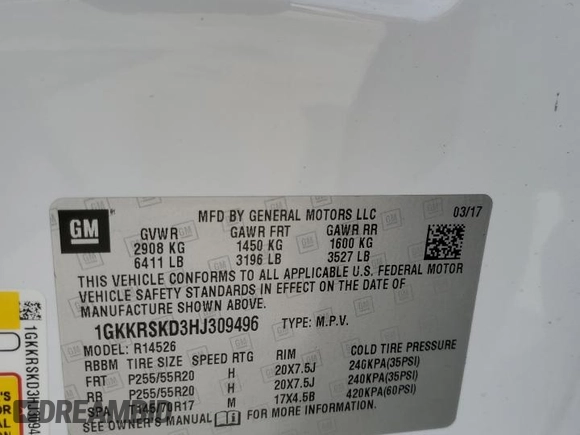 GM
MFD BY GENERAL MOTORS LLC 03/17
GVWR GAWR FRT GAWR RR
2908 KG 1450 KG 1600 KG
6411 LB 3196 LB 3527 LB
THIS VEHICLE CONFORMS TO ALL APPLICABLE U.S. FEDERAL MOTOR
VEHICLE SAFETY STANDARDS IN EFFECT ON THE DATE OF
MANUFACTURE SHOWN ABOVE.
1GKKRSKD3HJ309496 TYPE: M.P.V.
MODEL: R14526
RBBM TIRE SIZE SPEED RTG RIM COLD TIRE PRESSURE
FRT P255/55R20 H 20X7.5J 240KPA(35PSI)
RR P255/55R20 H 20X7.5J 240KPA(35PSI)
SPA M 17X4.5B 420KPA(60PSI)
SEE OWNER'S MANUAL FOR MORE INFORMATION
1GKKRSKD3HJ3094
DREAMBID